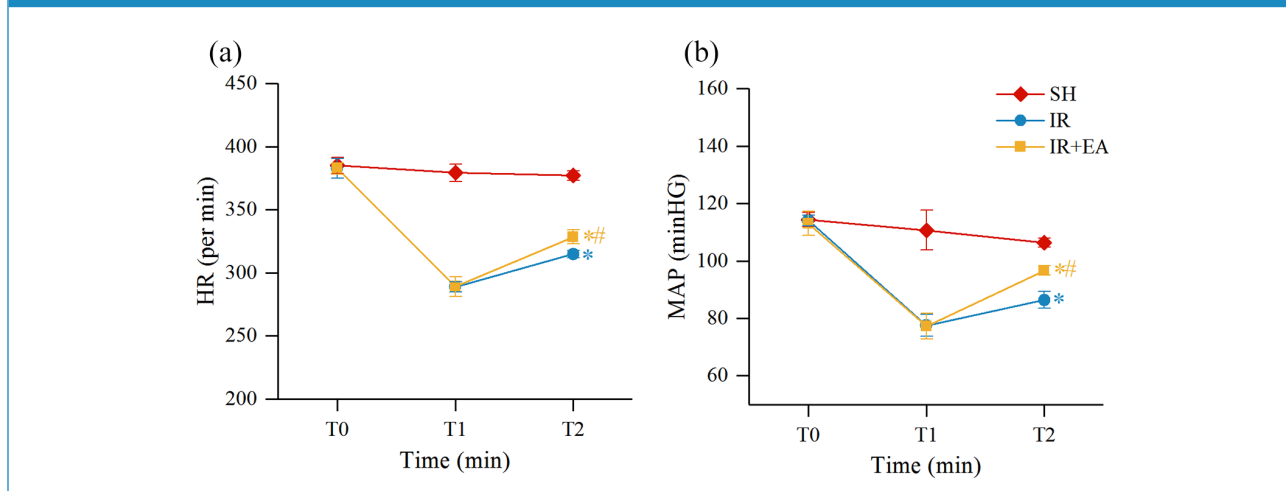 (a)
450
400
350
300
250
200
HR (per min)
*#
*
T0 T1 T2
Time (min)
(b)
160
140
120
100
80
60
MAP (minHG)
SH
IR
IR+EA
*#
*
T0 T1 T2
Time (min)